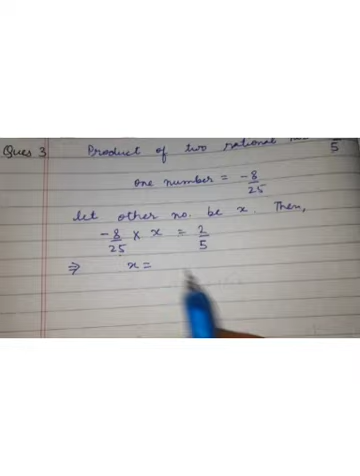 Ques 3 Product of two rational 5
one number = -8/25
let other no. be x. Then,
-8/25 × x = 2/5
⇒ x =